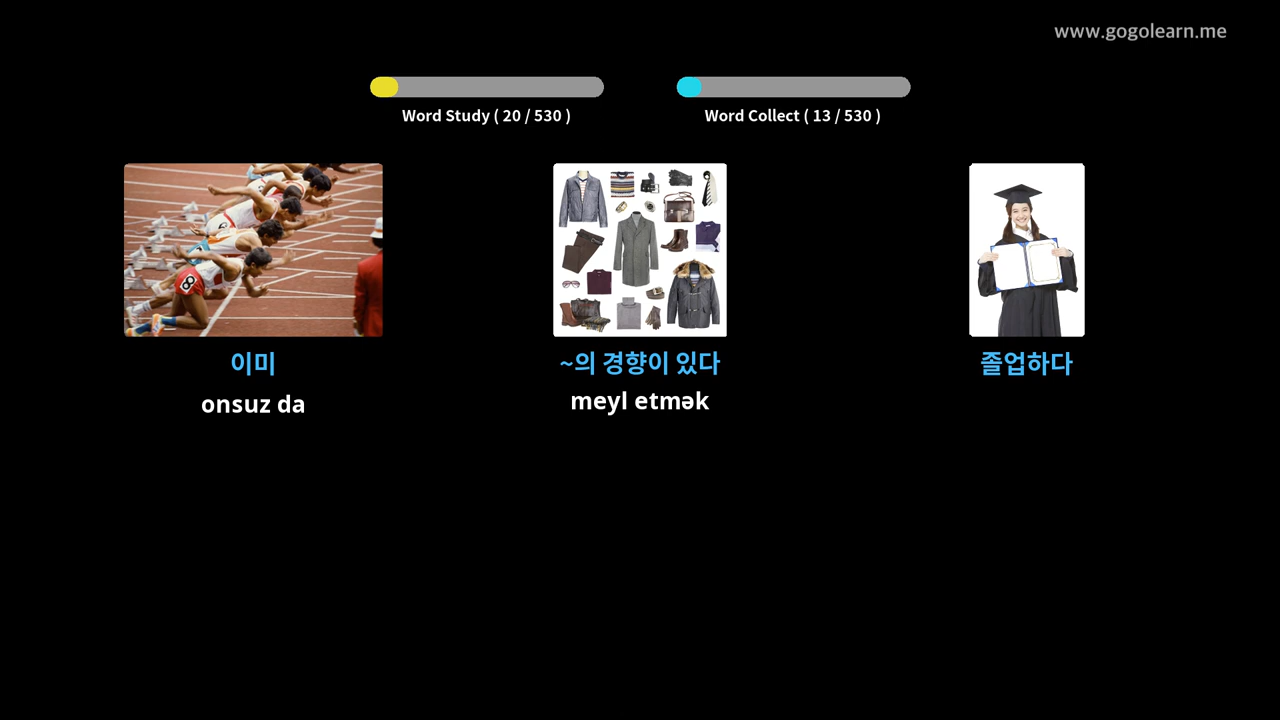 www.gogolearn.me
Word Study ( 20 / 530 )
Word Collect ( 13 / 530 )
이미
~의 경향이 있다
졸업하다
onsuz da
meyl etmək
8